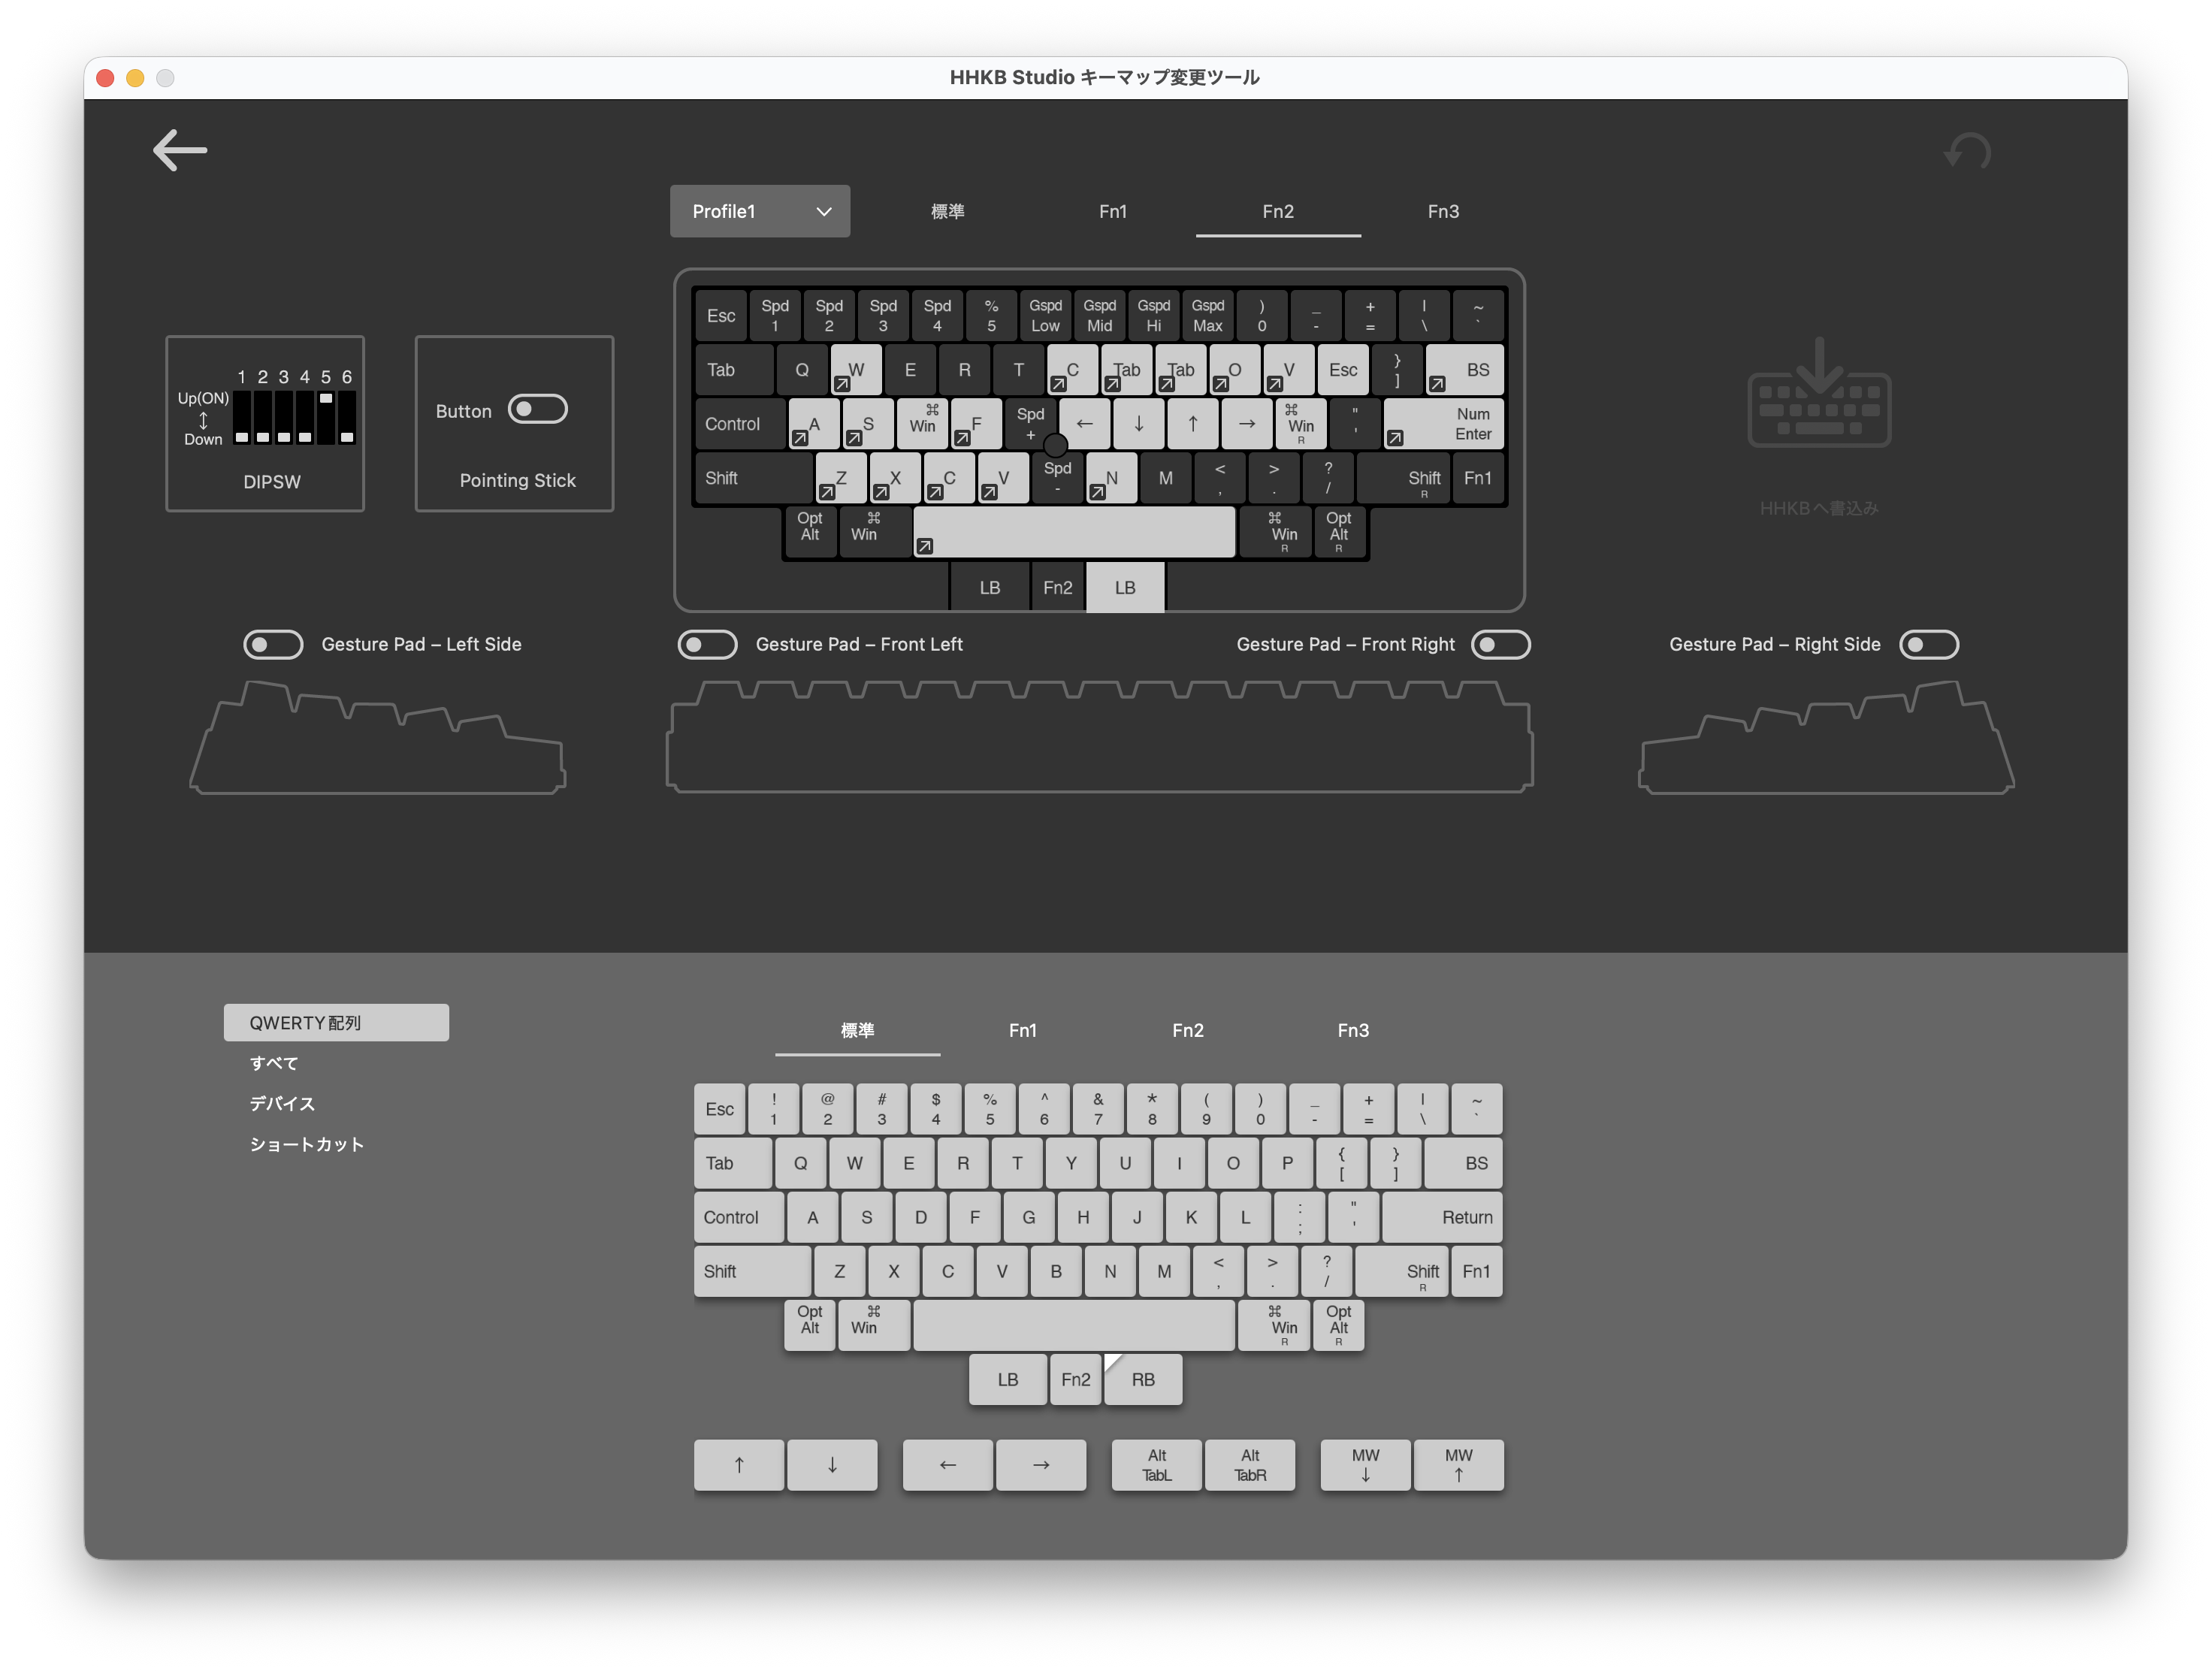 HHKB Studio キーマップ変更ツール
Profile1 標準 Fn1 Fn2 Fn3
1 2 3 4 5 6
Up(ON)
↕
Down
DIPSW
Button
Pointing Stick
Esc Spd 1 Spd 2 Spd 3 Spd 4 % 5 Gspd Low Gspd Mid Gspd Hi Gspd Max ) 0 _ - + = | \ ~ `
Tab Q W E R T C Tab Tab O V Esc } ] BS
Control A S ⌘ Win F Spd + ← ↓ ↑ → ⌘ Win R " ' Num Enter
Shift Z X C V Spd - N M < , > . ? / Shift R Fn1
Opt Alt ⌘ Win ⌘ Win R Opt Alt R
LB Fn2 LB
HHKBへ書込み
Gesture Pad – Left Side Gesture Pad – Front Left Gesture Pad – Front Right Gesture Pad – Right Side
QWERTY配列
すべて
デバイス
ショートカット
標準 Fn1 Fn2 Fn3
Esc ! 1 @ 2 # 3 $ 4 % 5 ^ 6 & 7 * 8 ( 9 ) 0 _ - + = | \ ~ `
Tab Q W E R T Y U I O P { [ } ] BS
Control A S D F G H J K L : ; " ' Return
Shift Z X C V B N M < , > . ? / Shift R Fn1
Opt Alt ⌘ Win ⌘ Win R Opt Alt R
LB Fn2 RB
↑ ↓ ← → Alt TabL Alt TabR MW ↓ MW ↑